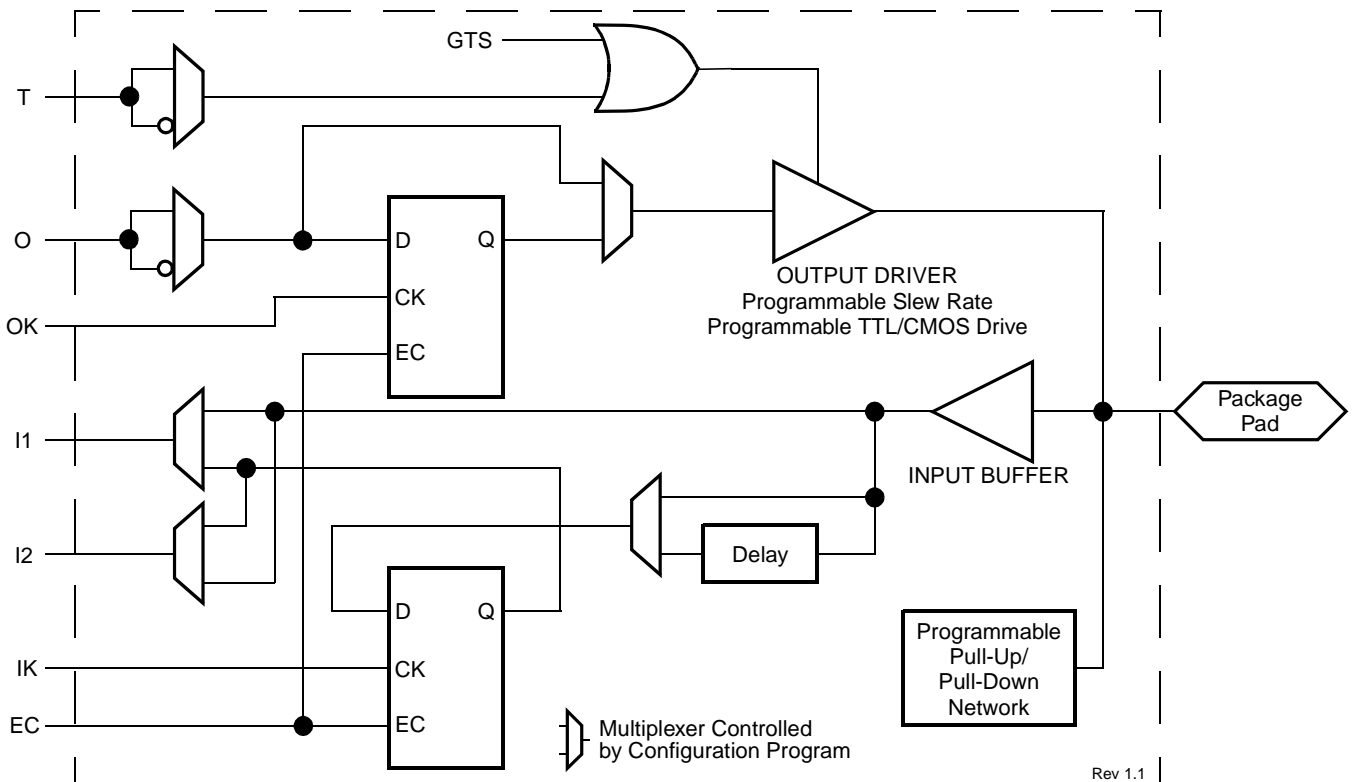 GTS
T
O
D
Q
OUTPUT DRIVER
Programmable Slew Rate
Programmable TTL/CMOS Drive
CK
OK
EC
Package
Pad
I1
INPUT BUFFER
I2
Delay
D
Q
Programmable
Pull-Up/
Pull-Down
Network
IK
CK
EC
EC
Multiplexer Controlled
by Configuration Program
Rev 1.1